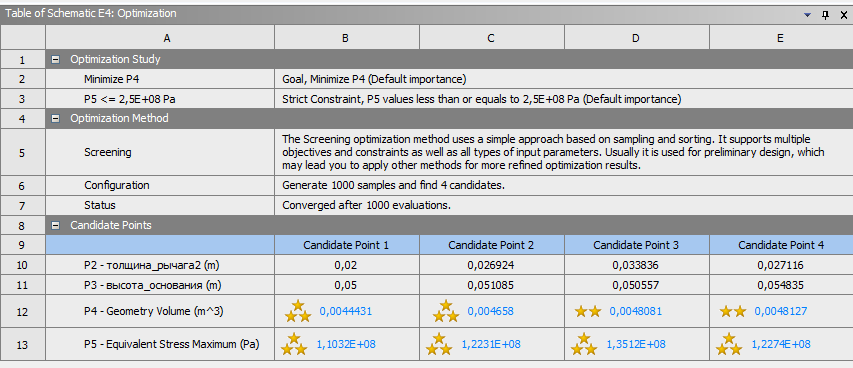 Table of Schematic E4: Optimization
A B C D E
1 Optimization Study
2 Minimize P4 Goal, Minimize P4 (Default importance)
3 P5 <= 2,5E+08 Pa Strict Constraint, P5 values less than or equals to 2,5E+08 Pa (Default importance)
4 Optimization Method
The Screening optimization method uses a simple approach based on sampling and sorting. It supports multiple
5 Screening objectives and constraints as well as all types of input parameters. Usually it is used for preliminary design, which
may lead you to apply other methods for more refined optimization results.
6 Configuration Generate 1000 samples and find 4 candidates.
7 Status Converged after 1000 evaluations.
8 Candidate Points
9 Candidate Point 1 Candidate Point 2 Candidate Point 3 Candidate Point 4
10 P2 - толщина_рычага2 (m) 0,02 0,026924 0,033836 0,027116
11 P3 - высота_основания (m) 0,05 0,051085 0,050557 0,054835
12 P4 - Geometry Volume (m^3) 0,0044431 0,004658 0,0048081 0,0048127
13 P5 - Equivalent Stress Maximum (Pa) 1,1032E+08 1,2231E+08 1,3512E+08 1,2274E+08